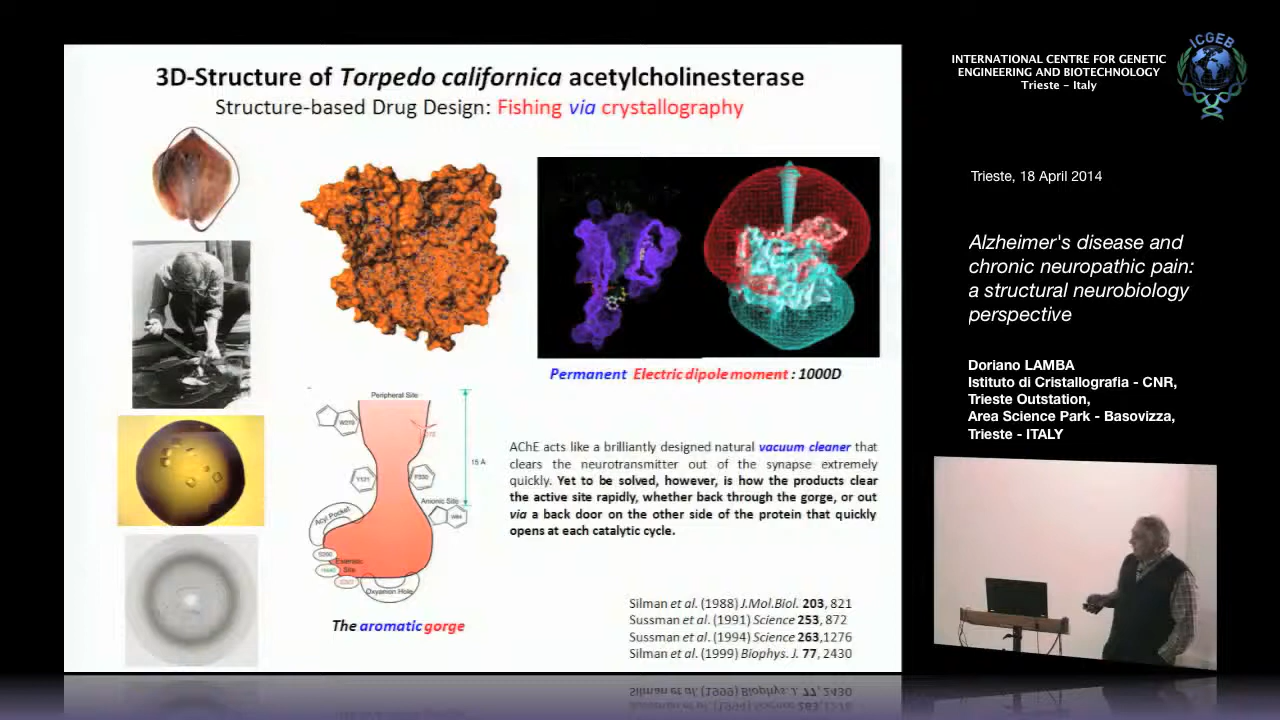 3D-Structure of Torpedo californica acetylcholinesterase
Structure-based Drug Design: Fishing via crystallography
Permanent Electric dipole moment : 1000D
Peripheral Site
W279
Y121
F330
15 A
Anionic Site
W84
Acyl Pocket
S200
H440
E327
Esteratic
Site
Oxyanion Hole
The aromatic gorge
AChE acts like a brilliantly designed natural vacuum cleaner that
clears the neurotransmitter out of the synapse extremely
quickly. Yet to be solved, however, is how the products clear
the active site rapidly, whether back through the gorge, or out
via a back door on the other side of the protein that quickly
opens at each catalytic cycle.
Silman et al. (1988) J.Mol.Biol. 203, 821
Sussman et al. (1991) Science 253, 872
Sussman et al. (1994) Science 263,1276
Silman et al. (1999) Biophys. J. 77, 2430
INTERNATIONAL CENTRE FOR GENETIC
ENGINEERING AND BIOTECHNOLOGY
Trieste - Italy
ICGEB
Trieste, 18 April 2014
Alzheimer's disease and
chronic neuropathic pain:
a structural neurobiology
perspective
Doriano LAMBA
Istituto di Cristallografia - CNR,
Trieste Outstation,
Area Science Park - Basovizza,
Trieste - ITALY